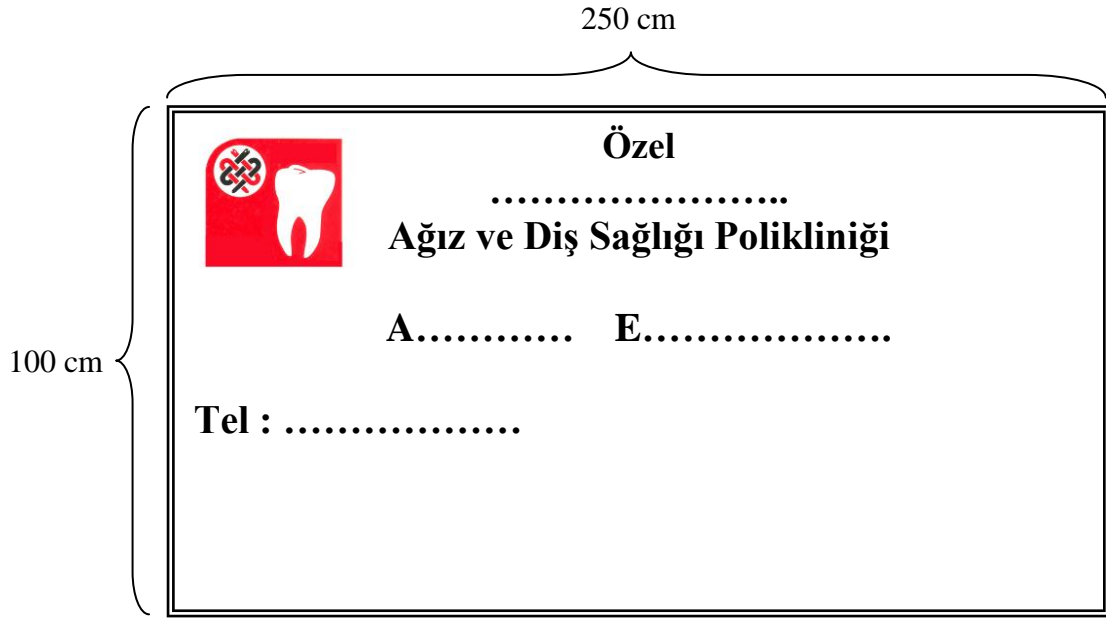 250 cm
Özel
…………………..
Ağız ve Diş Sağlığı Polikliniği
A………… E……………….
100 cm
Tel : ………………